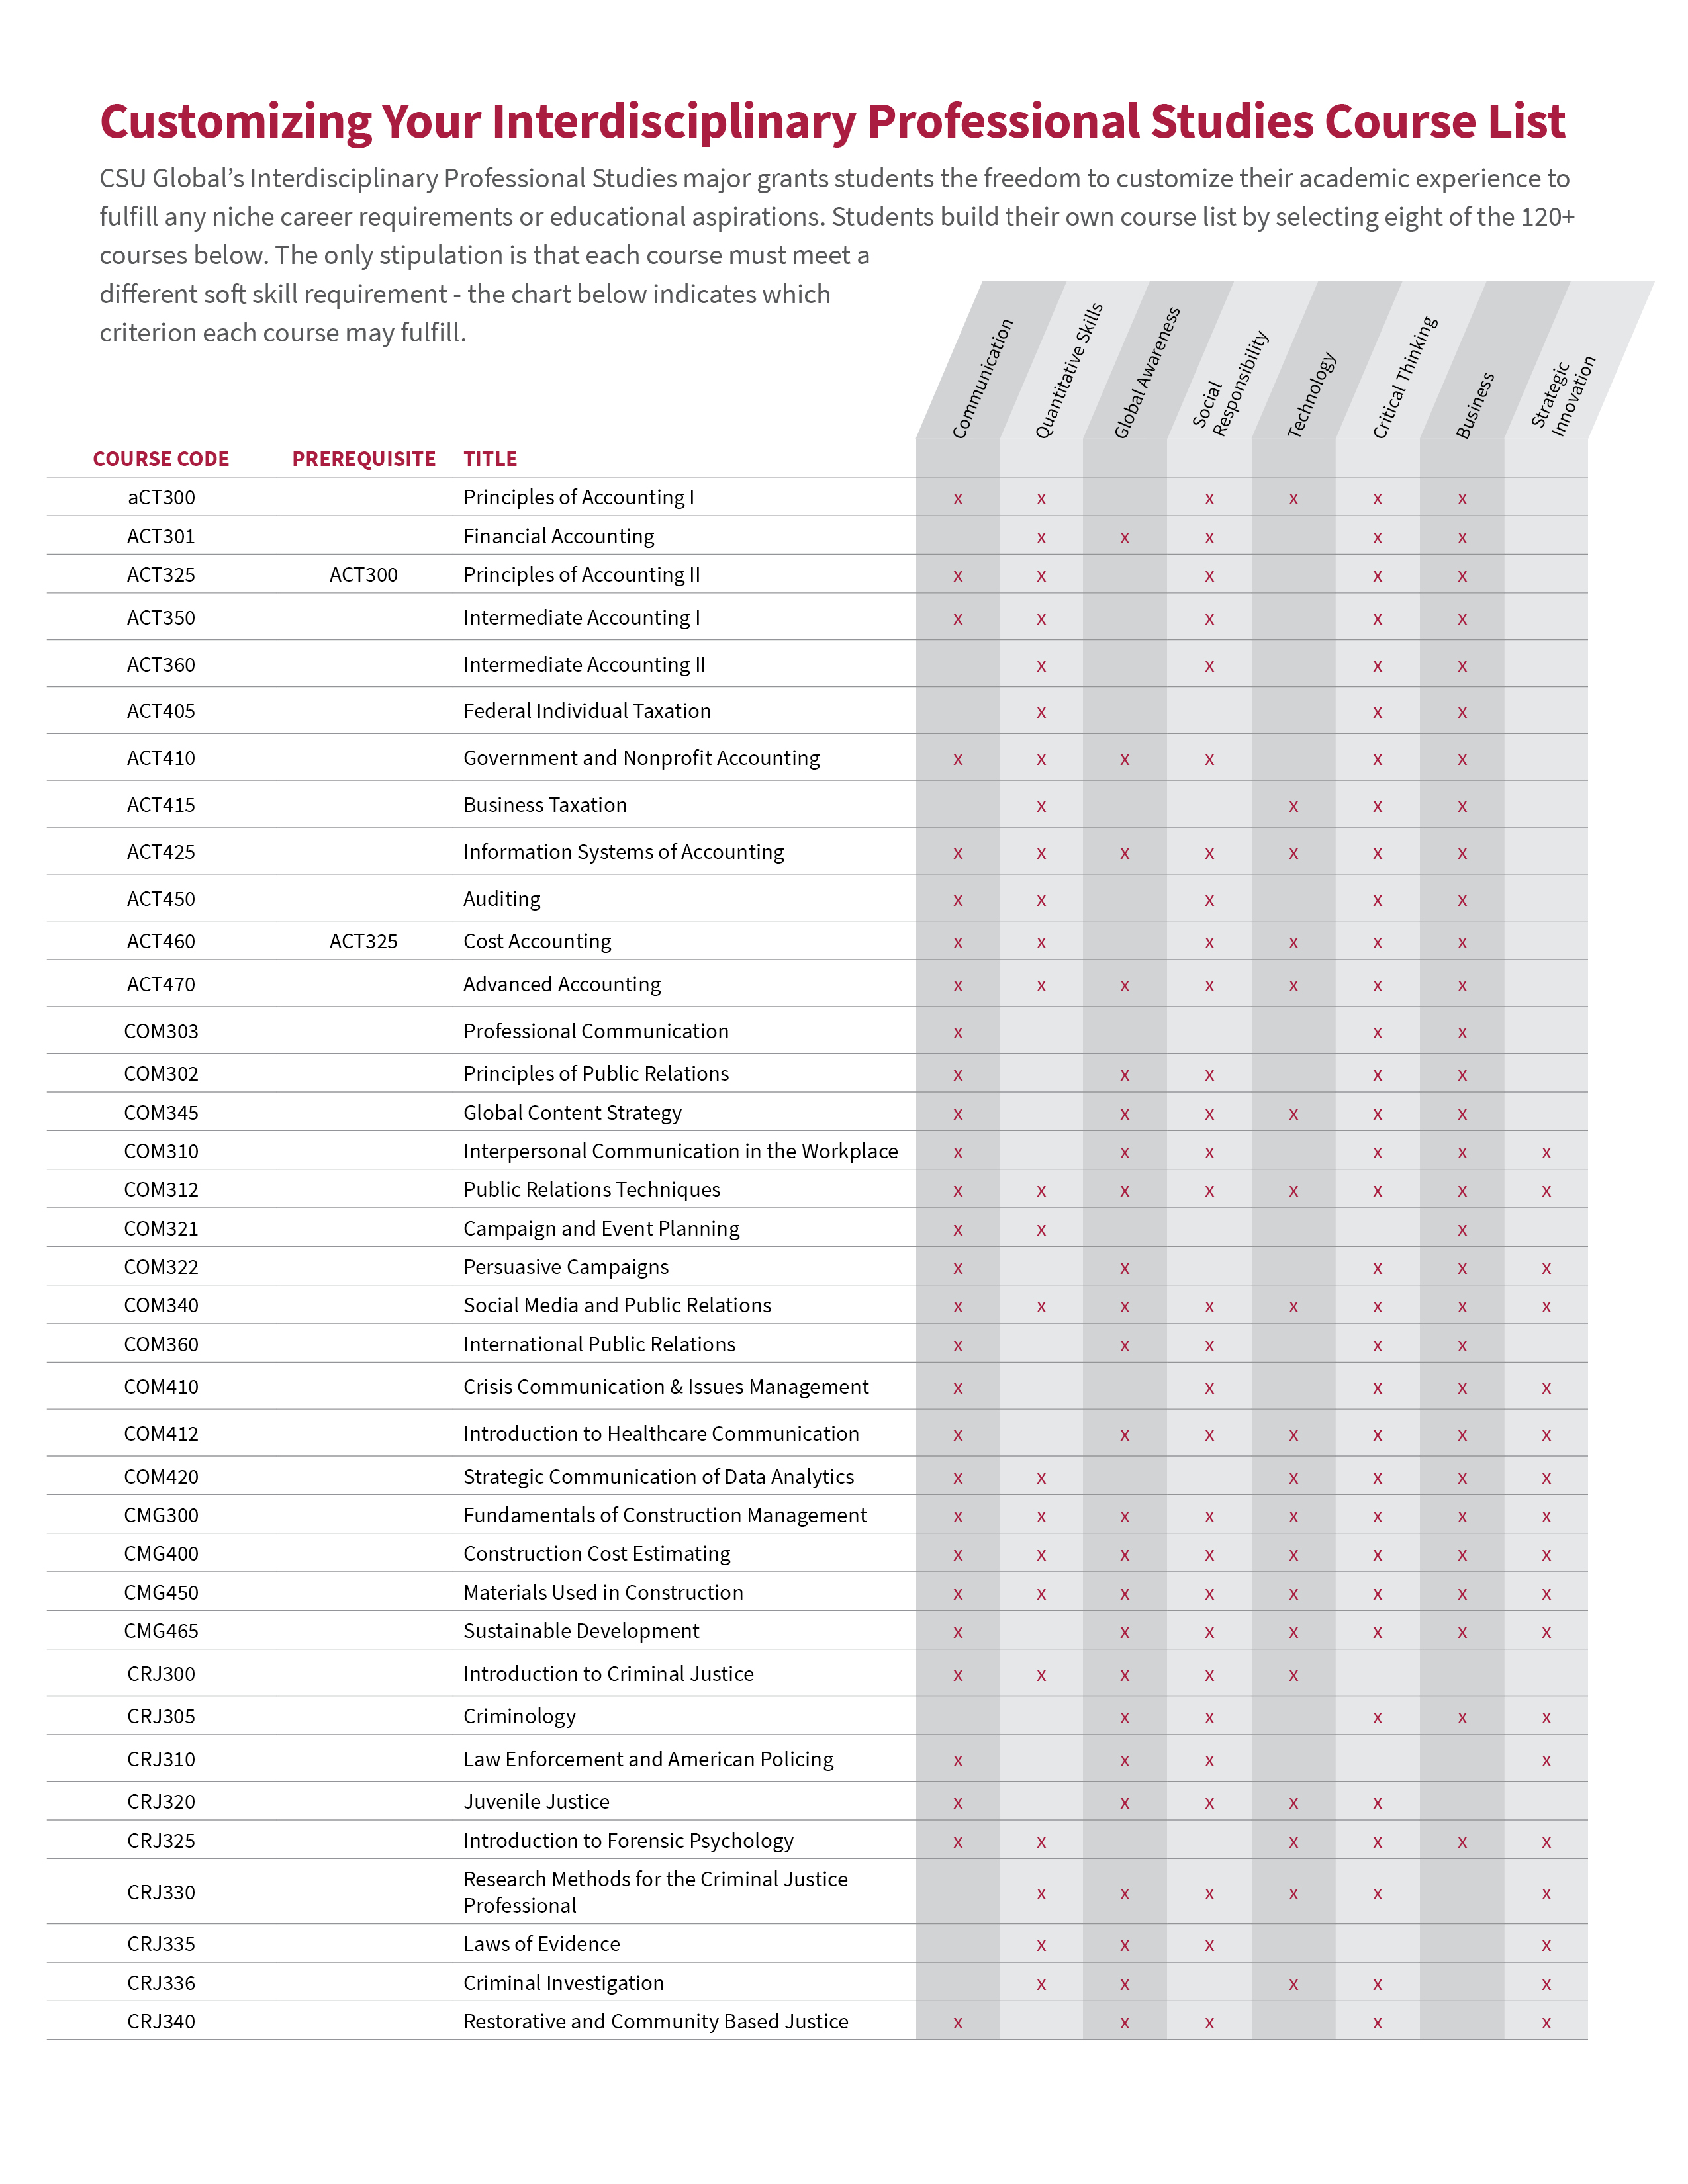 Customizing Your Interdisciplinary Professional Studies Course List
CSU Global’s Interdisciplinary Professional Studies major grants students the freedom to customize their academic experience to
fulfill any niche career requirements or educational aspirations. Students build their own course list by selecting eight of the 120+
courses below. The only stipulation is that each course must meet a
different soft skill requirement - the chart below indicates which
criterion each course may fulfill.
Communication
Quantitative Skills
Global Awareness
Social
Responsibility
Technology
Critical Thinking
Business
Strategic
Innovation
COURSE CODE PREREQUISITE TITLE
aCT300 Principles of Accounting I x x x x x x
ACT301 Financial Accounting x x x x x
ACT325 ACT300 Principles of Accounting II x x x x x
ACT350 Intermediate Accounting I x x x x x
ACT360 Intermediate Accounting II x x x x
ACT405 Federal Individual Taxation x x x
ACT410 Government and Nonprofit Accounting x x x x x x
ACT415 Business Taxation x x x x
ACT425 Information Systems of Accounting x x x x x x x
ACT450 Auditing x x x x x
ACT460 ACT325 Cost Accounting x x x x x x
ACT470 Advanced Accounting x x x x x x x
COM303 Professional Communication x x x
COM302 Principles of Public Relations x x x x x
COM345 Global Content Strategy x x x x x x
COM310 Interpersonal Communication in the Workplace x x x x x x
COM312 Public Relations Techniques x x x x x x x x
COM321 Campaign and Event Planning x x x
COM322 Persuasive Campaigns x x x x x
COM340 Social Media and Public Relations x x x x x x x x
COM360 International Public Relations x x x x x
COM410 Crisis Communication & Issues Management x x x x x
COM412 Introduction to Healthcare Communication x x x x x x x
COM420 Strategic Communication of Data Analytics x x x x x x
CMG300 Fundamentals of Construction Management x x x x x x x x
CMG400 Construction Cost Estimating x x x x x x x x
CMG450 Materials Used in Construction x x x x x x x x
CMG465 Sustainable Development x x x x x x x
CRJ300 Introduction to Criminal Justice x x x x x
CRJ305 Criminology x x x x x
CRJ310 Law Enforcement and American Policing x x x x
CRJ320 Juvenile Justice x x x x x
CRJ325 Introduction to Forensic Psychology x x x x x x
CRJ330 Research Methods for the Criminal Justice
Professional x x x x x x
CRJ335 Laws of Evidence x x x x
CRJ336 Criminal Investigation x x x x x
CRJ340 Restorative and Community Based Justice x x x x x